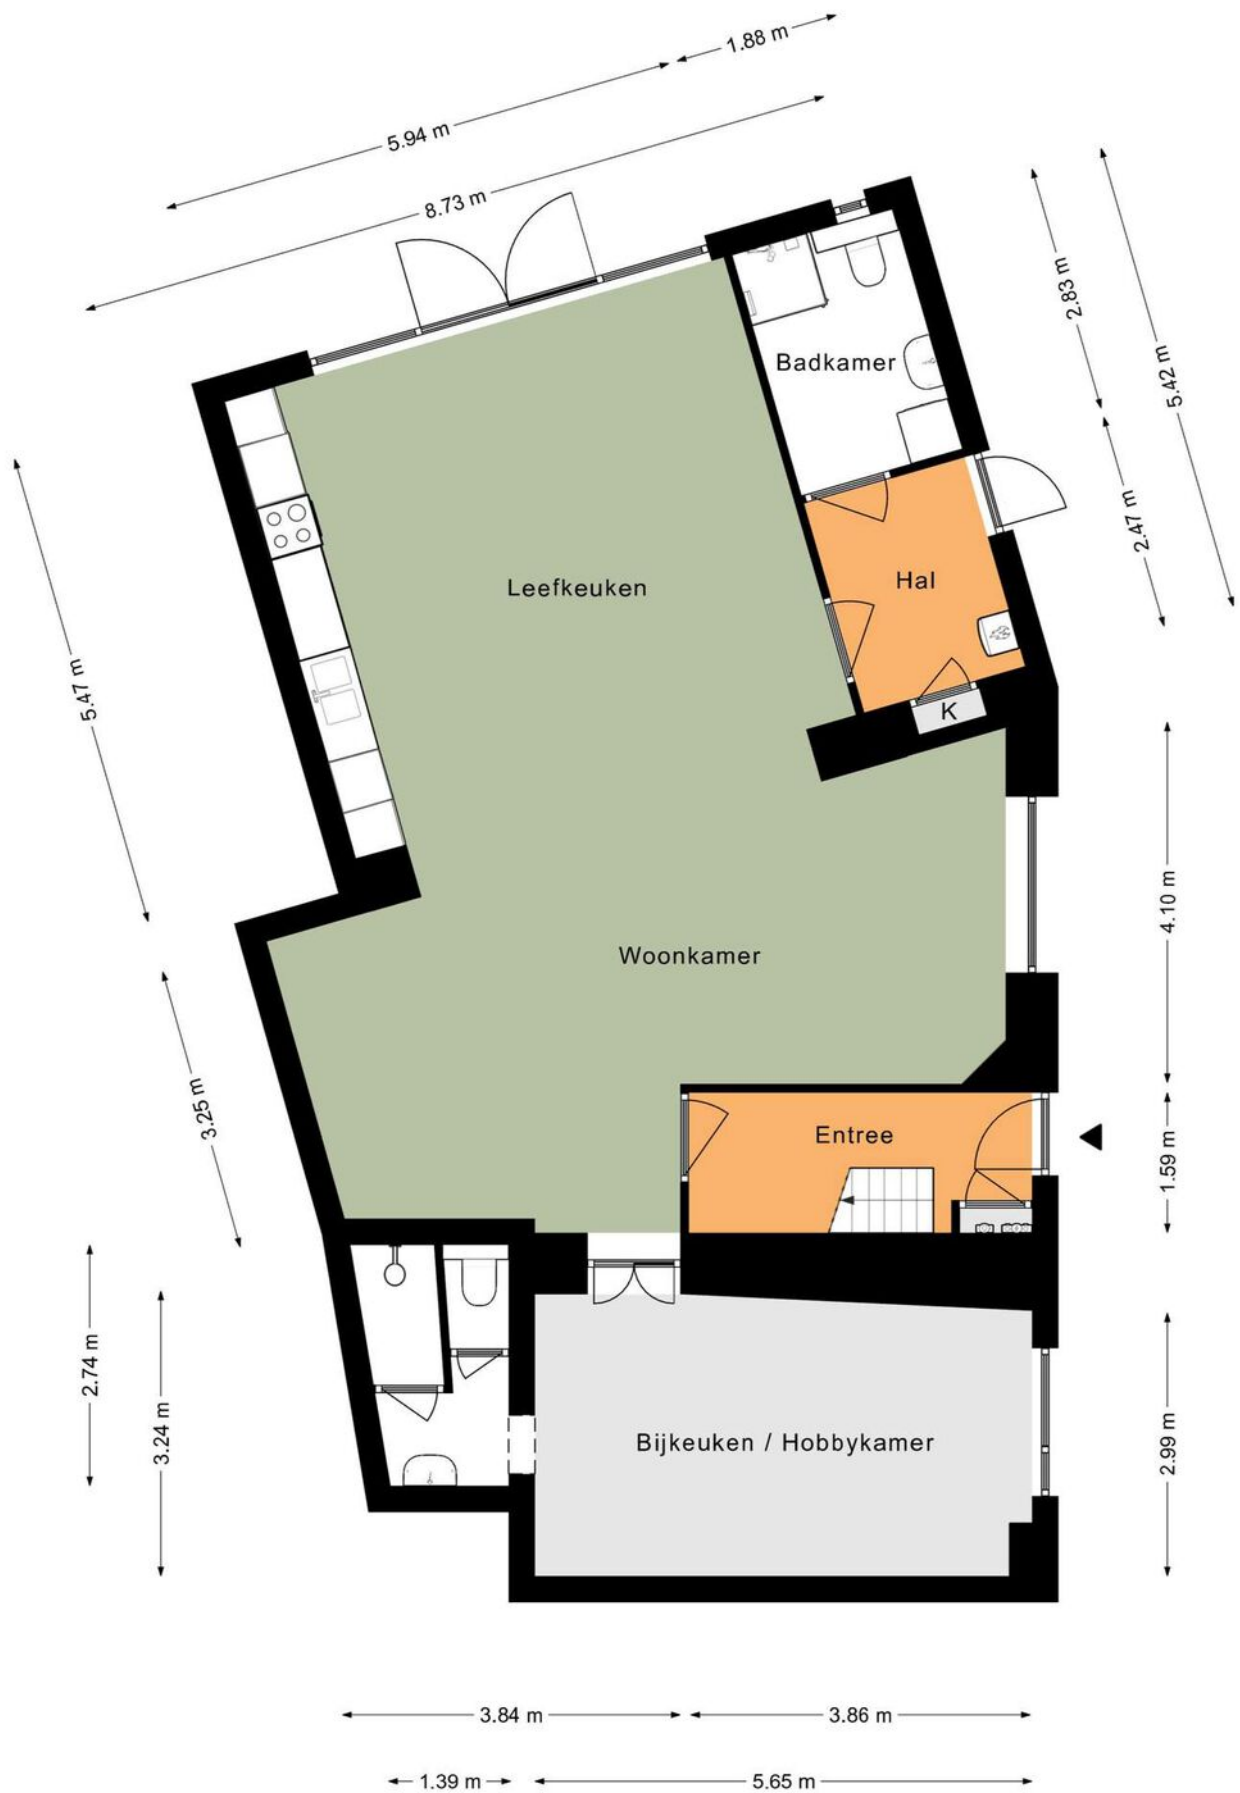 1.88 m
5.94 m
8.73 m
2.83 m
5.42 m
Badkamer
2.47 m
Hal
Leefkeuken
5.47 m
K
4.10 m
Woonkamer
3.25 m
Entree
1.59 m
2.74 m
3.24 m
Bijkeuken / Hobbykamer
2.99 m
3.84 m
3.86 m
1.39 m
5.65 m